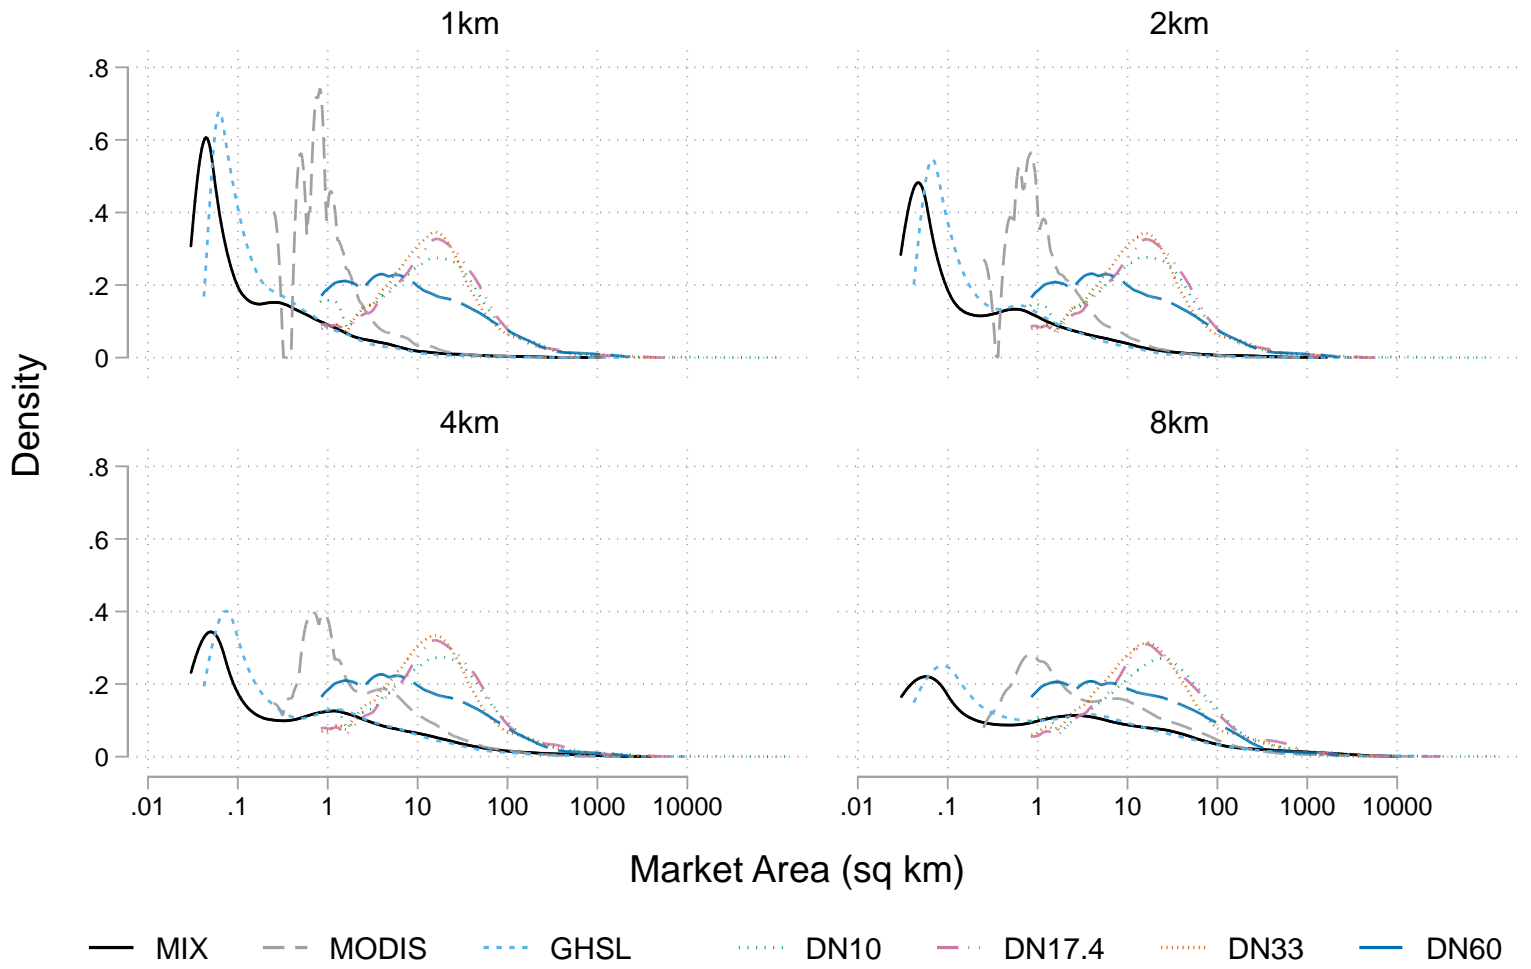 1km
2km
.8
.6
.4
.2
0
4km
8km
.8
.6
.4
.2
0
Density
.01 .1 1 10 100 1000 10000
.01 .1 1 10 100 1000 10000
Market Area (sq km)
MIX MODIS GHSL DN10 DN17.4 DN33 DN60